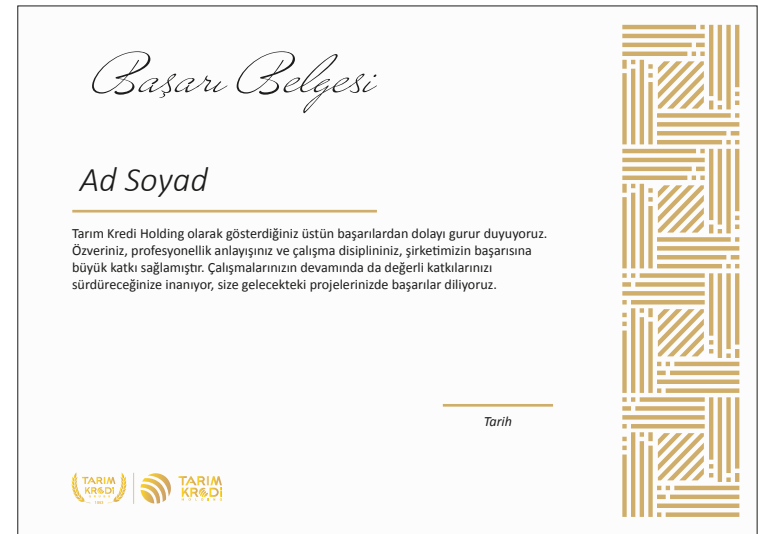 Başarı Belgesi
Ad Soyad
Tarım Kredi Holding olarak gösterdiğiniz üstün başarılardan dolayı gurur duyuyoruz.
Özveriniz, profesyonellik anlayışınız ve çalışma disiplininiz, şirketimizin başarısına
büyük katkı sağlamıştır. Çalışmalarınızın devamında da değerli katkılarınızı
sürdüreceğinize inanıyor, size gelecekteki projelerinizde başarılar diliyoruz.
Tarih
TARIM
KREDİ
TARIM
KREDİ